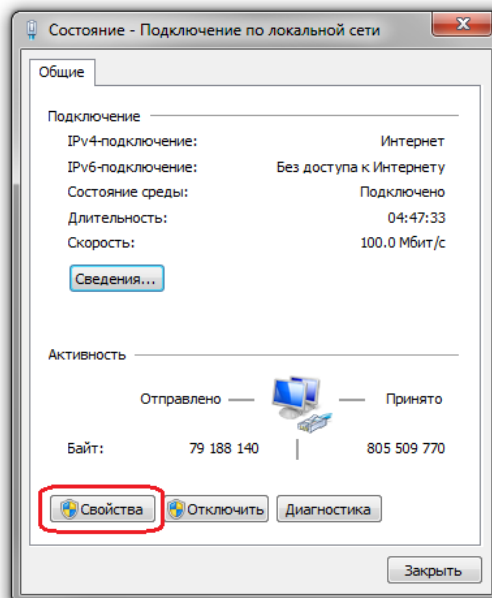 Состояние - Подключение по локальной сети
Общие
Подключение
IPv4-подключение: Интернет
IPv6-подключение: Без доступа к Интернету
Состояние среды: Подключено
Длительность: 04:47:33
Скорость: 100.0 Мбит/с
Сведения...
Активность
Отправлено — — Принято
Байт: 79 188 140 | 805 509 770
Свойства Отключить Диагностика
Закрыть